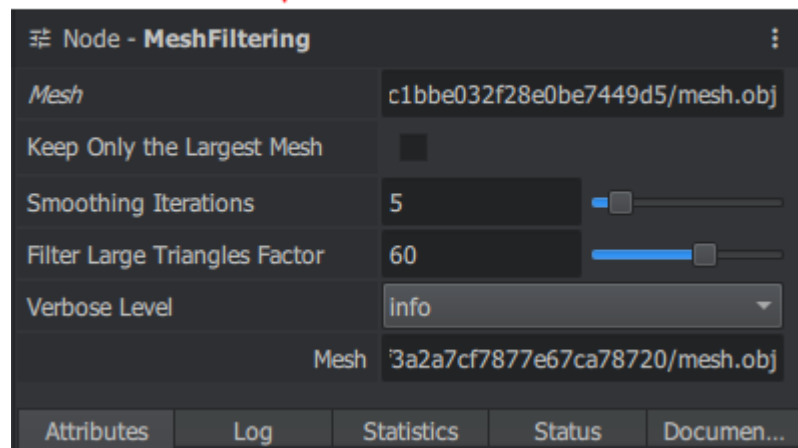 Node - MeshFiltering
Mesh c1bbe032f28e0be7449d5/mesh.obj
Keep Only the Largest Mesh
Smoothing Iterations 5
Filter Large Triangles Factor 60
Verbose Level info
Mesh 3a2a7cf7877e67ca78720/mesh.obj
Attributes Log Statistics Status Documen...